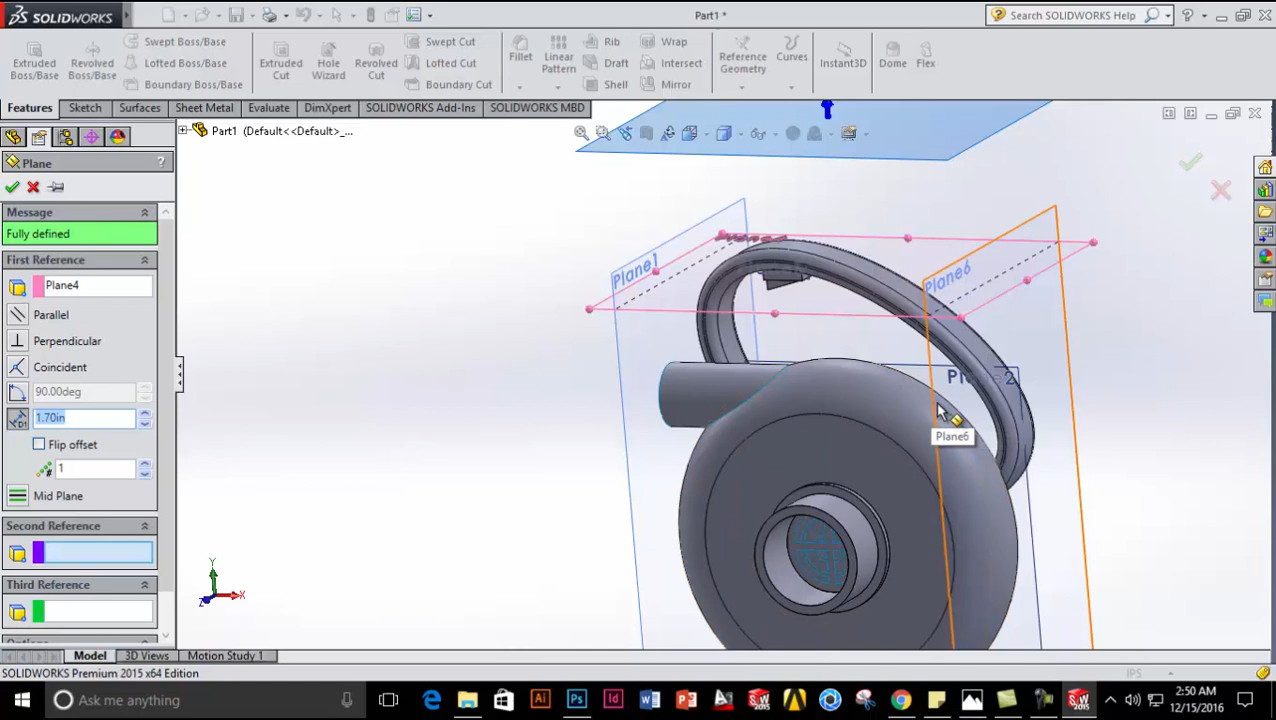 SOLIDWORKS
Part1 *
Search SOLIDWORKS Help
Extruded Boss/Base
Revolved Boss/Base
Swept Boss/Base
Lofted Boss/Base
Boundary Boss/Base
Extruded Cut
Hole Wizard
Revolved Cut
Swept Cut
Lofted Cut
Boundary Cut
Fillet
Linear Pattern
Rib
Draft
Shell
Wrap
Intersect
Mirror
Reference Geometry
Curves
Instant3D
Dome
Flex
Features
Sketch
Surfaces
Sheet Metal
Evaluate
DimXpert
SOLIDWORKS Add-Ins
SOLIDWORKS MBD
Part1 (Default<<Default>_...
Plane
?
Message
Fully defined
First Reference
Plane4
Parallel
Perpendicular
Coincident
90.00deg
1.70in
Flip offset
1
Mid Plane
Second Reference
Third Reference
Plane1
Plane6
Plane6
Y
X
Z
Model
3D Views
Motion Study 1
SOLIDWORKS Premium 2015 x64 Edition
IPS
Ask me anything
2:50 AM
12/15/2016